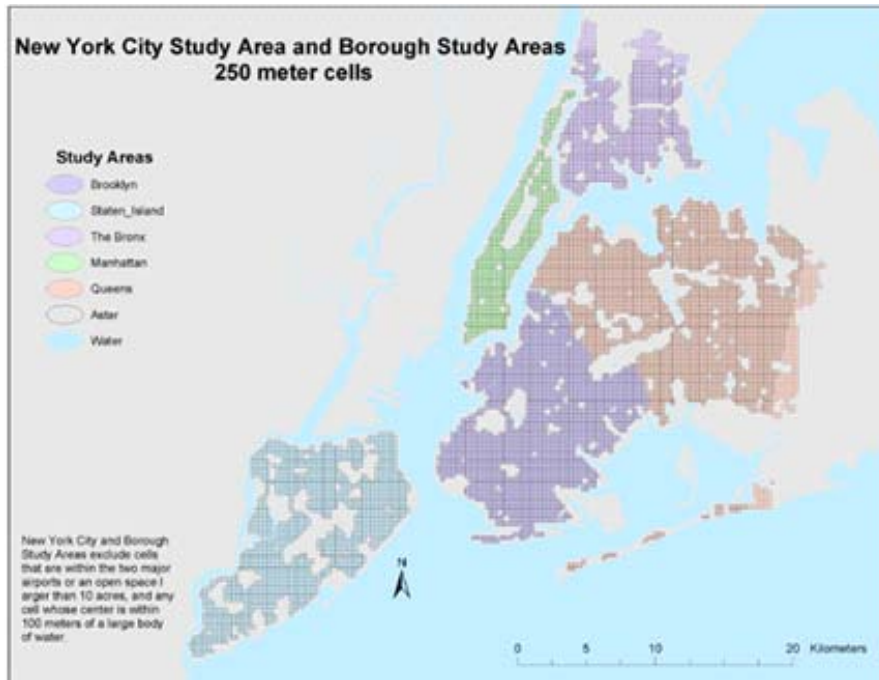 New York City Study Area and Borough Study Areas
250 meter cells
Study Areas
Brooklyn
Staten_Island
The Bronx
Manhattan
Queens
Aster
Water
New York City and Borough
Study Areas exclude cells
that are within the two major
airports or an open space l
arger than 10 acres, and any
cell whose center is within
100 meters of a large body
of water.
N
0 5 10 20 Kilometers